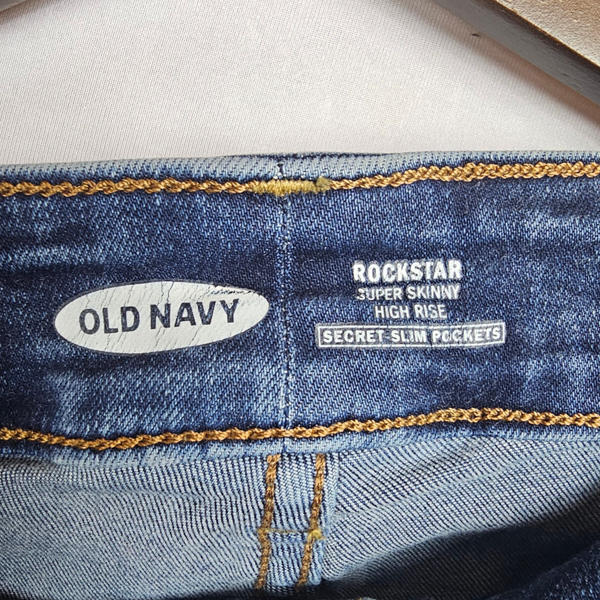 OLD NAVY
ROCKSTAR
SUPER SKINNY
HIGH RISE
SECRET SLIM POCKETS